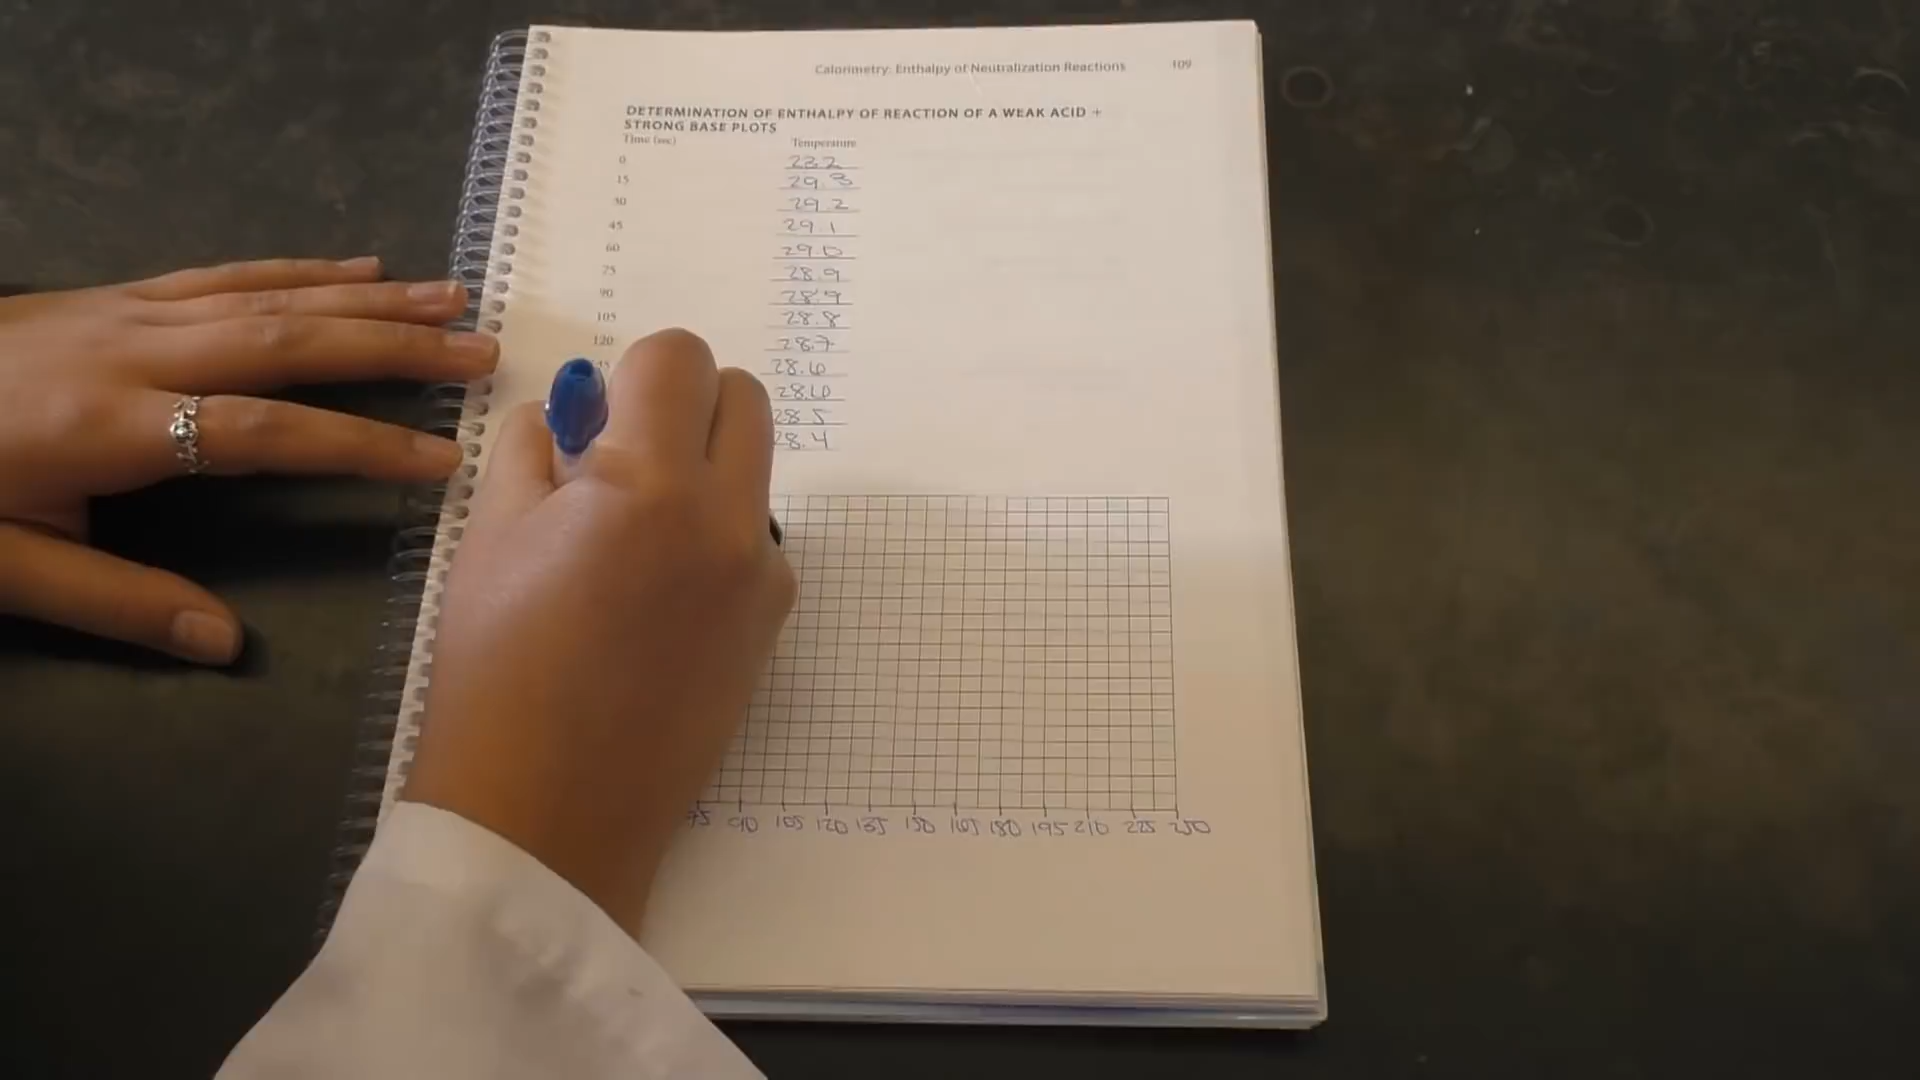 Calorimetry: Enthalpy of Neutralization Reactions 109
DETERMINATION OF ENTHALPY OF REACTION OF A WEAK ACID +
STRONG BASE PLOTS
Time (sec) Temperature
0 23.2
15 29.3
30 29.2
45 29.1
60 29.0
75 28.9
90 28.9
105 28.8
120 28.7
28.6
28.6
28.5
28.4
75 90 105 120 135 150 165 180 195 210 225 250